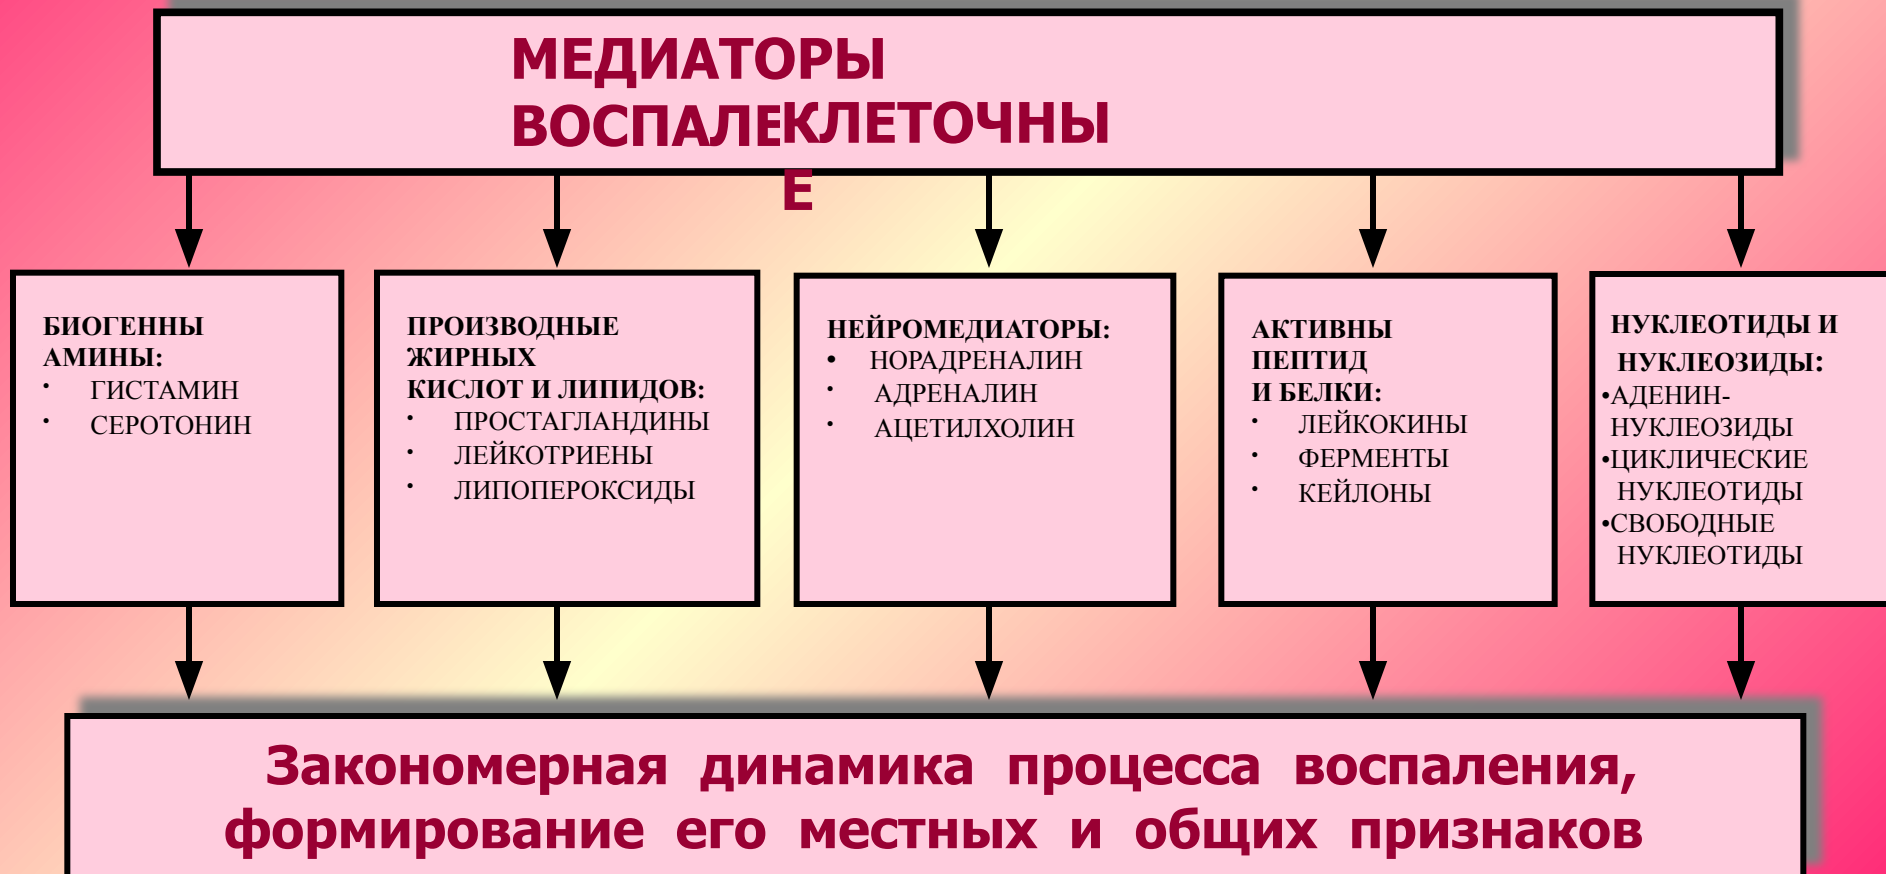 МЕДИАТОРЫ
ВОСПАЛЕ
КЛЕТОЧНЫ
Е
БИОГЕННЫ
АМИНЫ:
• ГИСТАМИН
• СЕРОТОНИН
ПРОИЗВОДНЫЕ
ЖИРНЫХ
КИСЛОТ И ЛИПИДОВ:
• ПРОСТАГЛАНДИНЫ
• ЛЕЙКОТРИЕНЫ
• ЛИПОПЕРОКСИДЫ
НЕЙРОМЕДИАТОРЫ:
• НОРАДРЕНАЛИН
• АДРЕНАЛИН
• АЦЕТИЛХОЛИН
АКТИВНЫ
ПЕПТИД
И БЕЛКИ:
• ЛЕЙКОКИНЫ
• ФЕРМЕНТЫ
• КЕЙЛОНЫ
НУКЛЕОТИДЫ И
НУКЛЕОЗИДЫ:
•АДЕНИН-
НУКЛЕОЗИДЫ
•ЦИКЛИЧЕСКИЕ
НУКЛЕОТИДЫ
•СВОБОДНЫЕ
НУКЛЕОТИДЫ
Закономерная динамика процесса воспаления,
формирование его местных и общих признаков